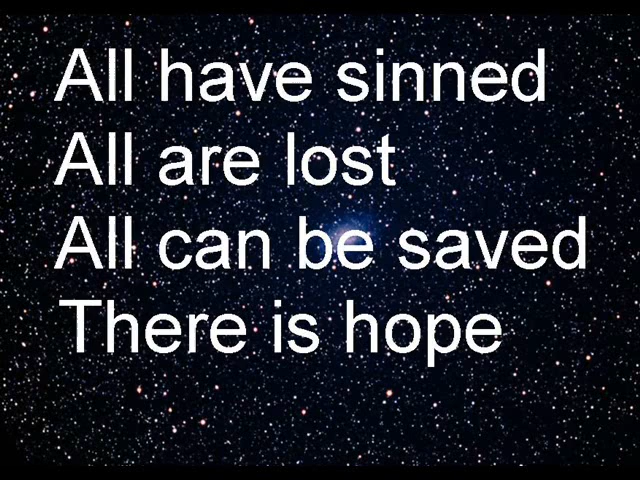 All have sinned
All are lost
All can be saved
There is hope